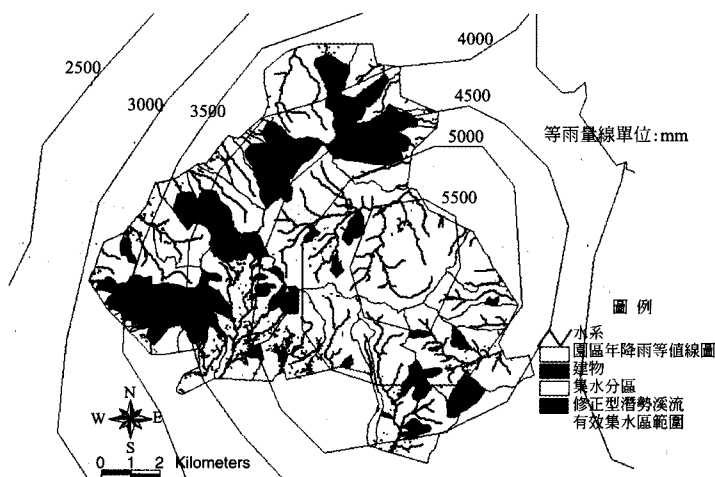 4000
2500
3000
3500
4500
等雨量線單位:mm
5000
5500
圖 例
水系
園區年降雨等值線圖
建物
集水分區
修正型潛勢溪流
有效集水區範圍
N
W E
S
0 1 2 Kilometers